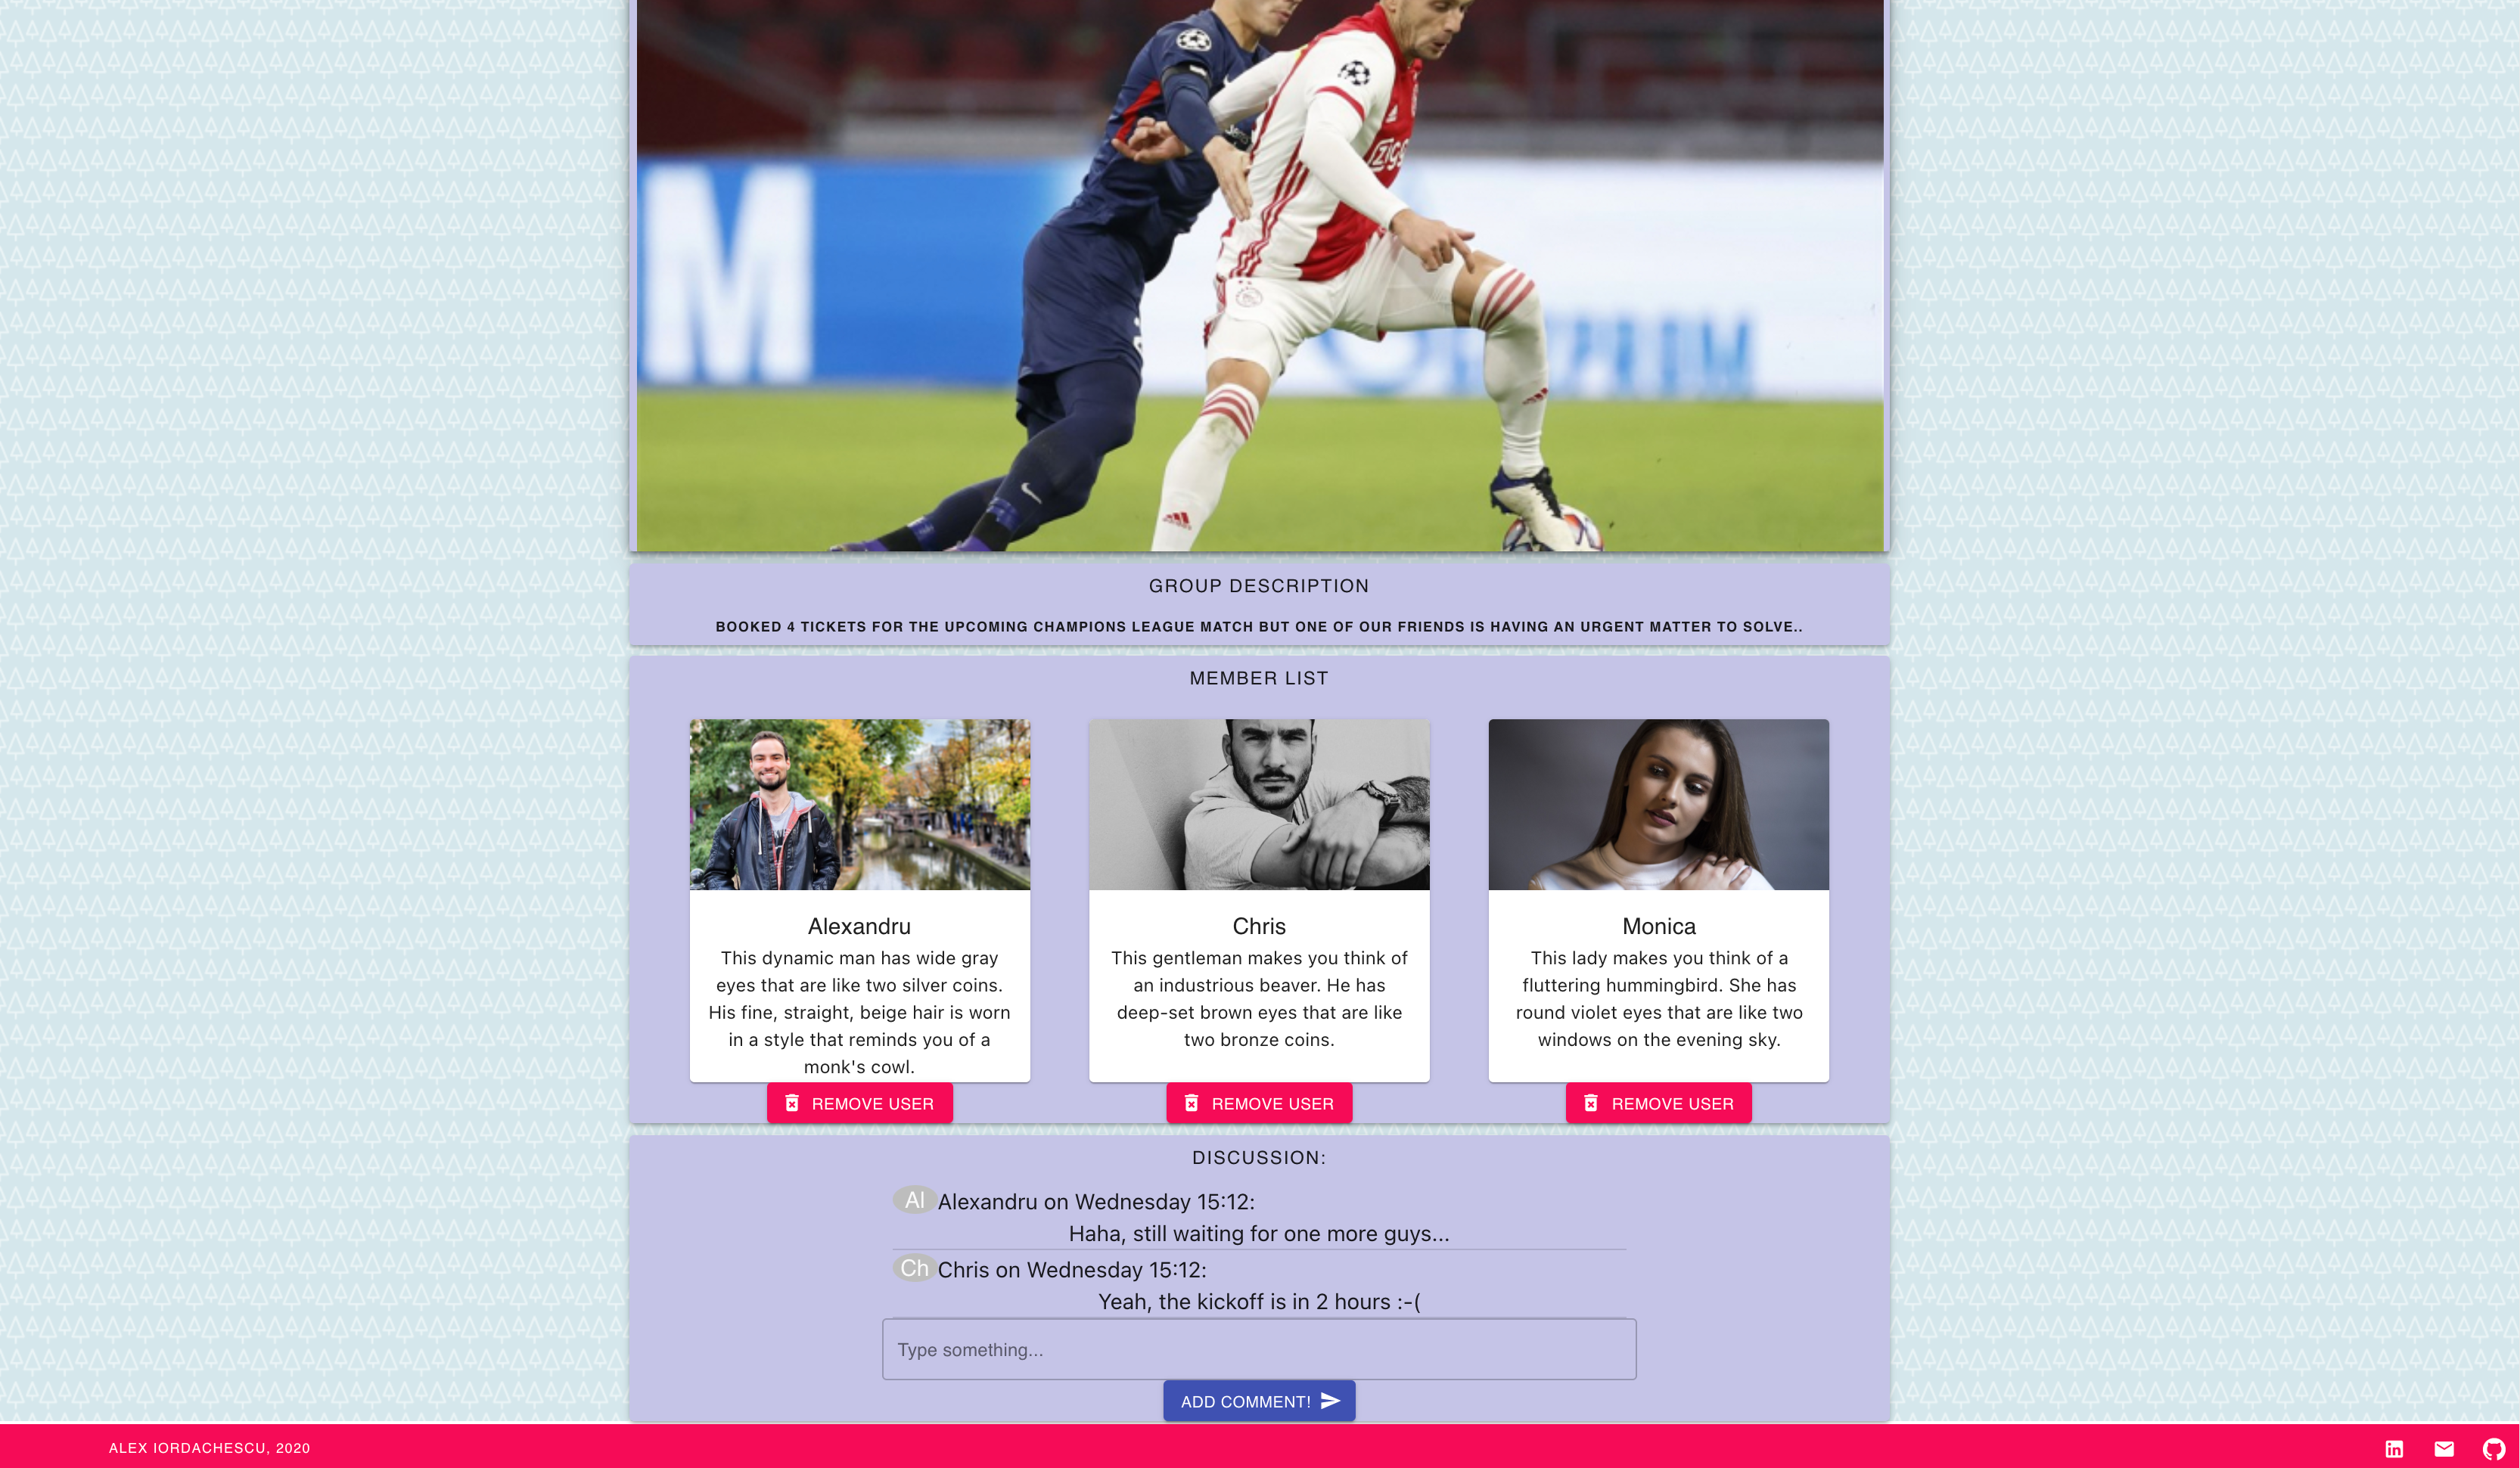 M
Jeep
ZIGG
GAZPROM
GROUP DESCRIPTION
BOOKED 4 TICKETS FOR THE UPCOMING CHAMPIONS LEAGUE MATCH BUT ONE OF OUR FRIENDS IS HAVING AN URGENT MATTER TO SOLVE..
MEMBER LIST
Alexandru
This dynamic man has wide gray
eyes that are like two silver coins.
His fine, straight, beige hair is worn
in a style that reminds you of a
monk's cowl.
REMOVE USER
Chris
This gentleman makes you think of
an industrious beaver. He has
deep-set brown eyes that are like
two bronze coins.
REMOVE USER
Monica
This lady makes you think of a
fluttering hummingbird. She has
round violet eyes that are like two
windows on the evening sky.
REMOVE USER
DISCUSSION:
Al Alexandru on Wednesday 15:12:
Haha, still waiting for one more guys...
Ch Chris on Wednesday 15:12:
Yeah, the kickoff is in 2 hours :-(
Type something...
ADD COMMENT!
ALEX IORDACHESCU, 2020
in